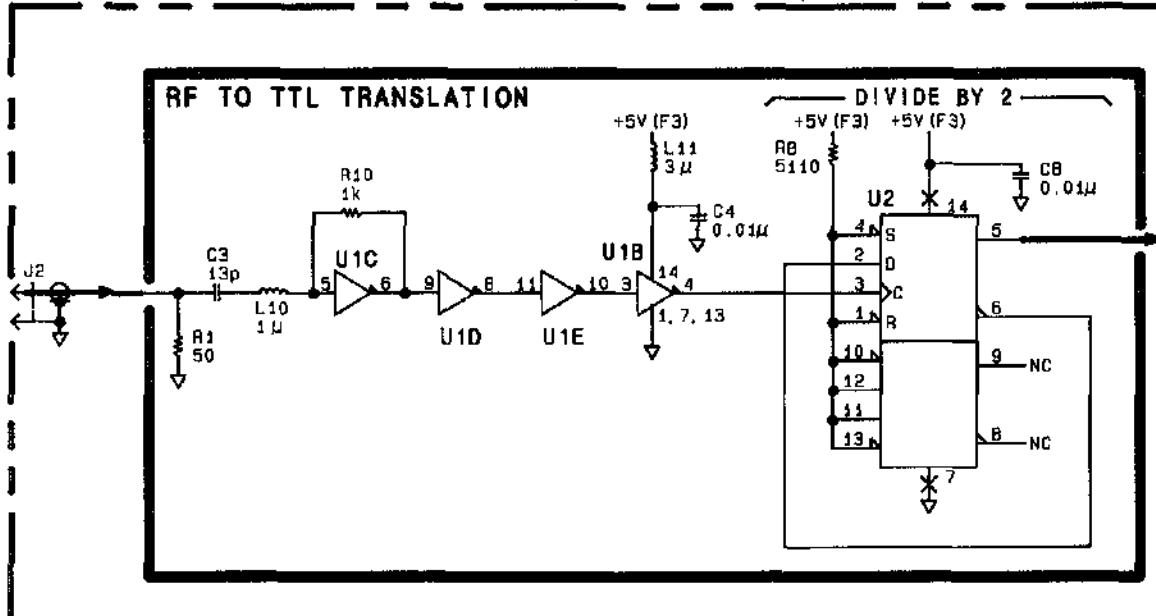 RF TO TTL TRANSLATION
DIVIDE BY 2
+5V (F3)
+5V (F3)
+5V (F3)
L11
3μ
R8
5110
C8
0.01μ
R10
1k
C4
0.01μ
U2
14
4
S
5
2
D
3
C
6
1
R
10
9
NC
12
11
8
NC
13
7
J2
C3
13p
L10
1μ
R1
50
5
U1C
6
9
U1D
8
11
U1E
10
3
U1B
14
4
1, 7, 13